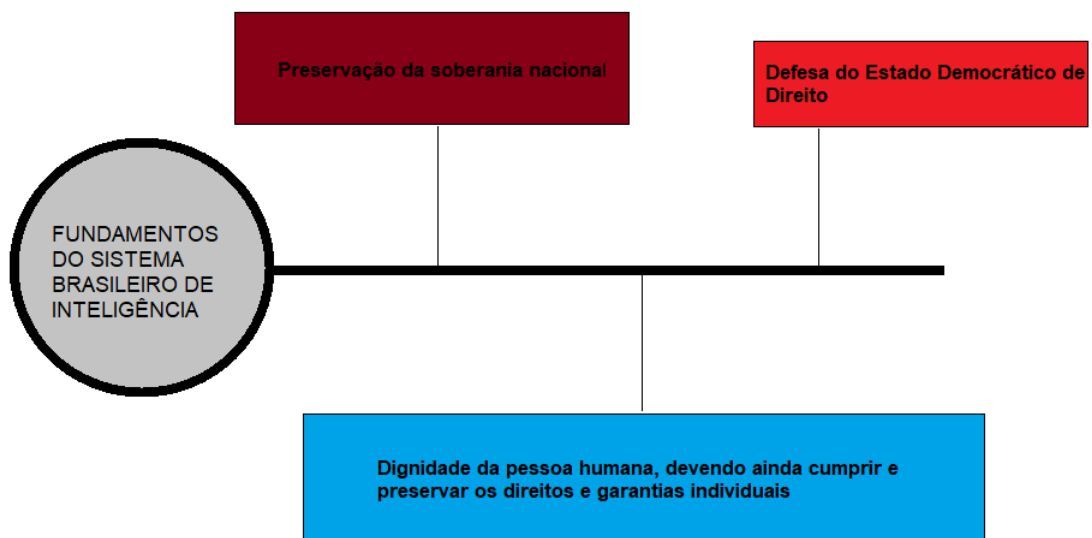 Preservação da soberania nacional
Defesa do Estado Democrático de
Direito
FUNDAMENTOS
DO SISTEMA
BRASILEIRO DE
INTELIGÊNCIA
Dignidade da pessoa humana, devendo ainda cumprir e
preservar os direitos e garantias individuais